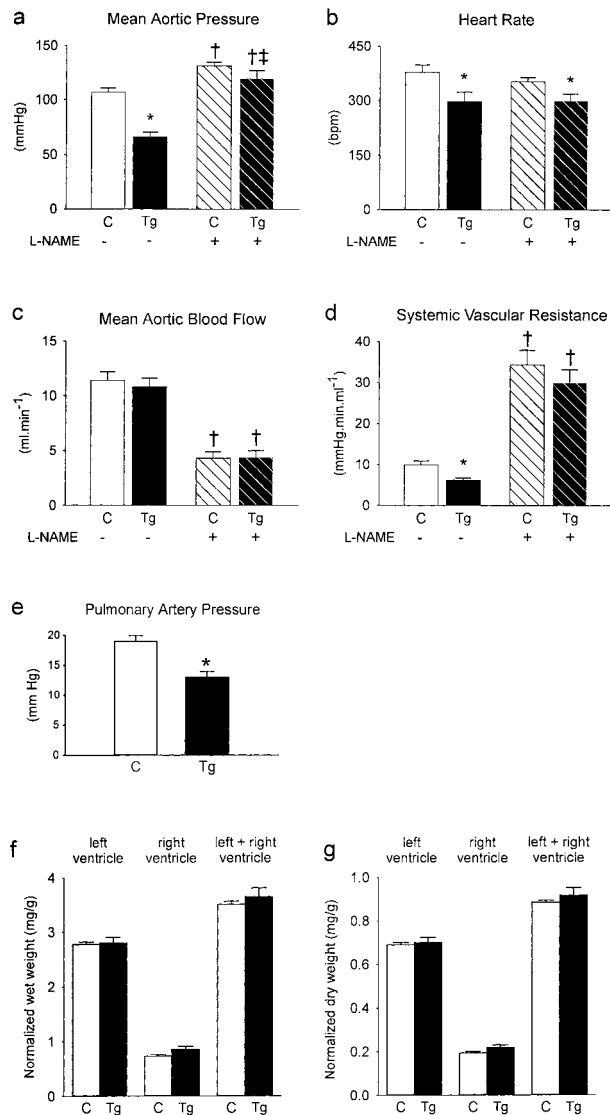 a Mean Aortic Pressure
(mmHg)
150
100
50
0
*
†
†‡
C Tg C Tg
L-NAME - - + +
b Heart Rate
(bpm)
450
300
150
0
*
*
C Tg C Tg
+ +
c Mean Aortic Blood Flow
(ml.min⁻¹)
15
10
5
0
†
†
C Tg C Tg
L-NAME - - + +
d Systemic Vascular Resistance
(mmHg.min.ml⁻¹)
40
30
20
10
0
*
†
†
C Tg C Tg
L-NAME - - + +
e Pulmonary Artery Pressure
(mm Hg)
20
15
10
5
0
*
C Tg
f left ventricle right ventricle left + right ventricle
Normalized wet weight (mg/g)
4
3
2
1
0
C Tg C Tg C Tg
g left ventricle right ventricle left + right ventricle
Normalized dry weight (mg/g)
1.0
0.8
0.6
0.4
0.2
0.0
C Tg C Tg C Tg